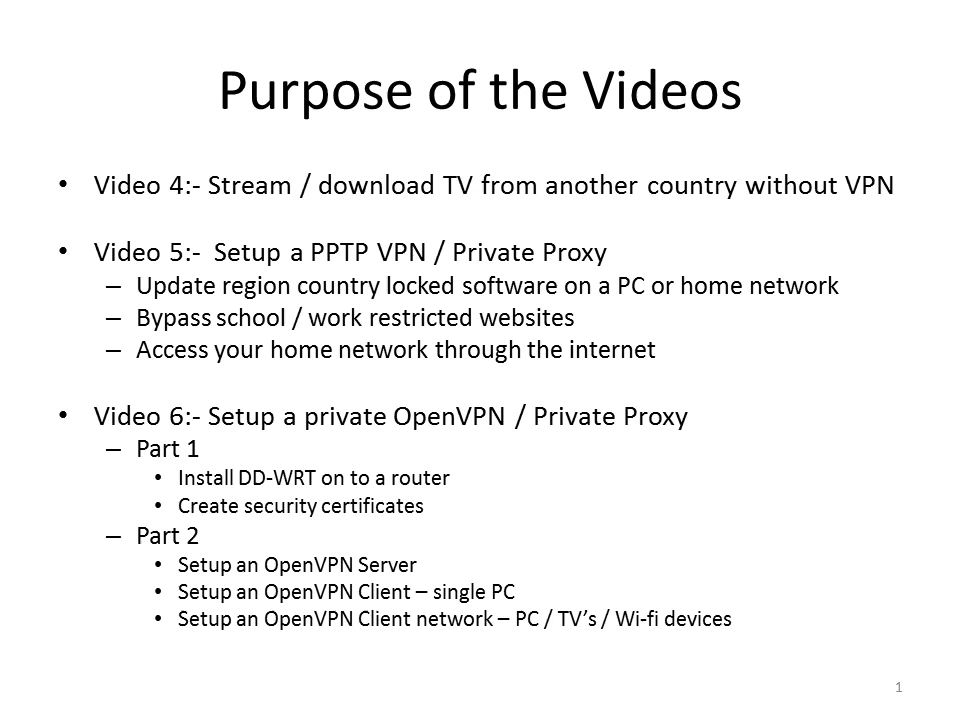 Purpose of the Videos
• Video 4:- Stream / download TV from another country without VPN
• Video 5:- Setup a PPTP VPN / Private Proxy
– Update region country locked software on a PC or home network
– Bypass school / work restricted websites
– Access your home network through the internet
• Video 6:- Setup a private OpenVPN / Private Proxy
– Part 1
• Install DD-WRT on to a router
• Create security certificates
– Part 2
• Setup an OpenVPN Server
• Setup an OpenVPN Client – single PC
• Setup an OpenVPN Client network – PC / TV’s / Wi-fi devices
1